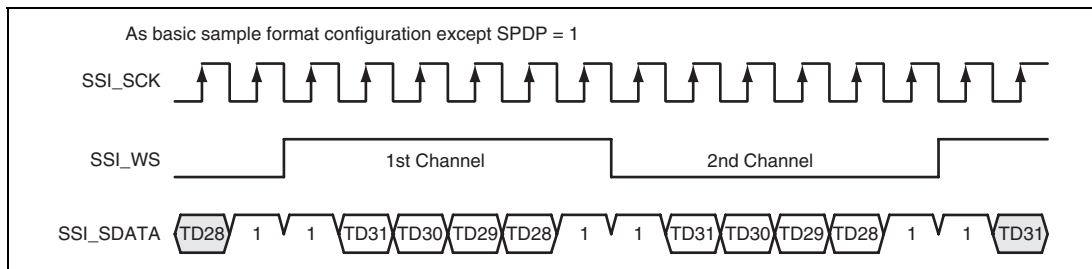 As basic sample format configuration except SPDP = 1
SSI_SCK
SSI_WS 1st Channel 2nd Channel
SSI_SDATA TD28 1 1 TD31 TD30 TD29 TD28 1 1 TD31 TD30 TD29 TD28 1 1 TD31